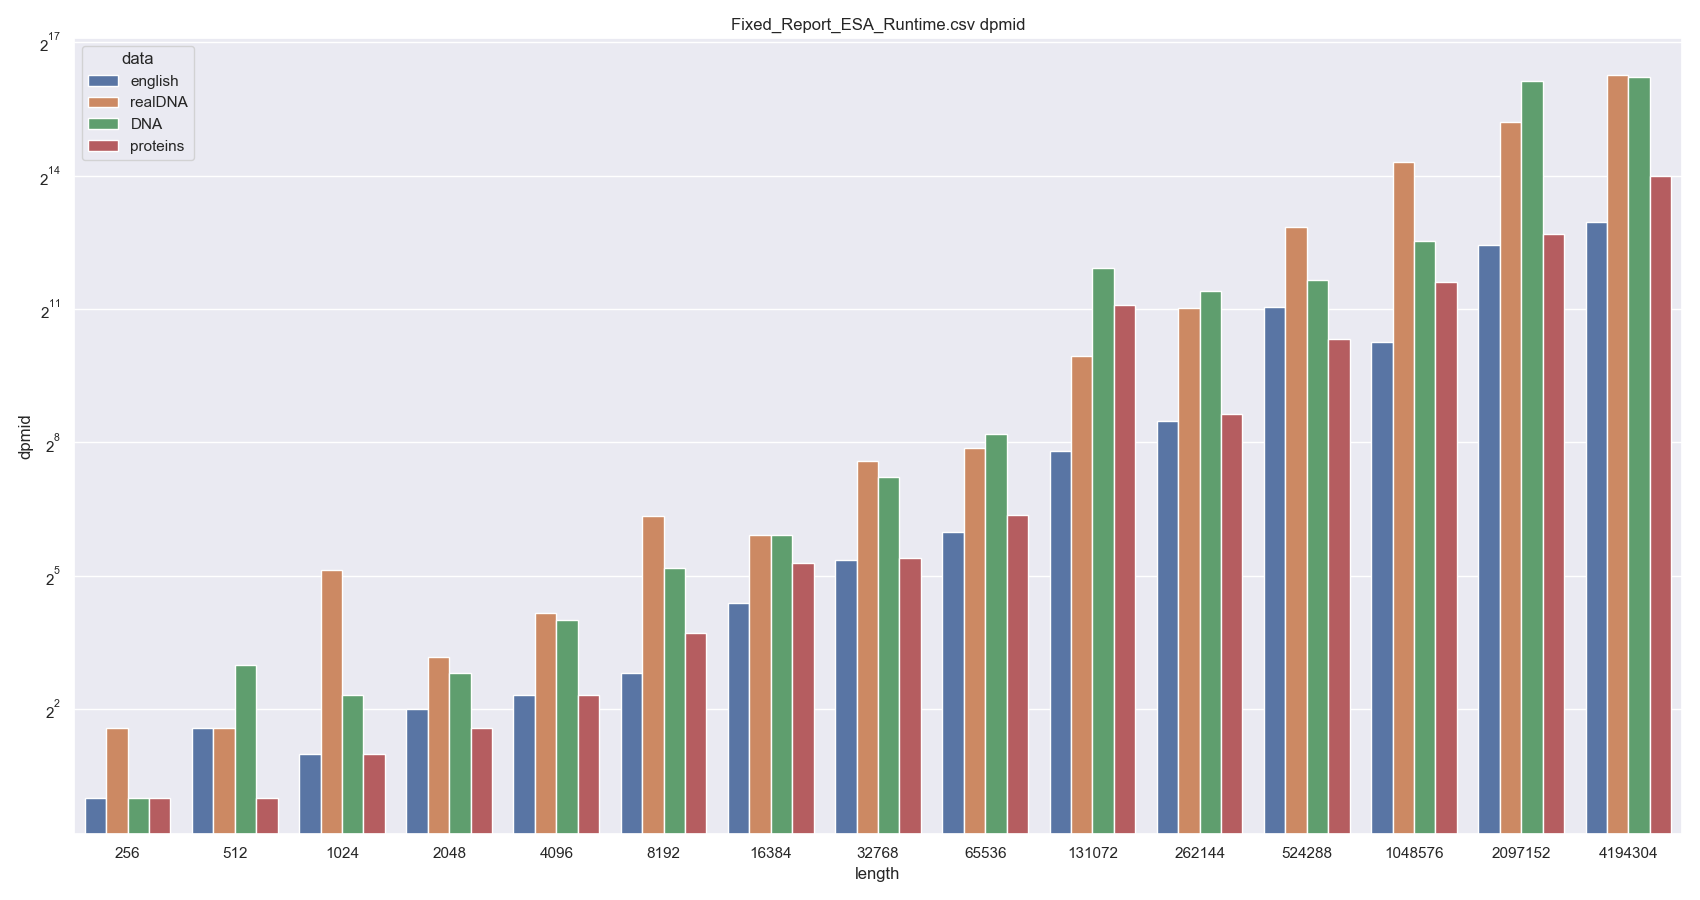 Fixed_Report_ESA_Runtime.csv dpmid
2^17
2^14
2^11
2^8
2^5
2^2
dpmid
data
english
realDNA
DNA
proteins
256 512 1024 2048 4096 8192 16384 32768 65536 131072 262144 524288 1048576 2097152 4194304
length